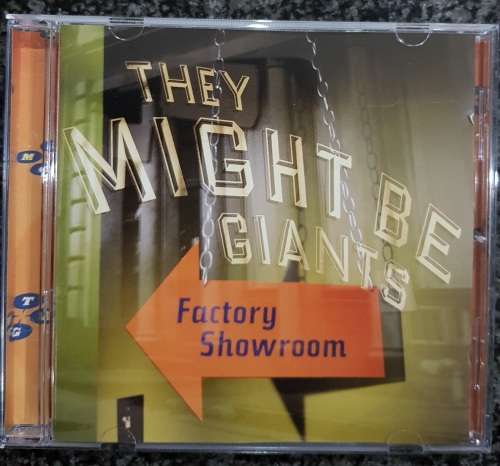 THEY
MIGHT BE
GIANTS
Factory
Showroom
M
T
G